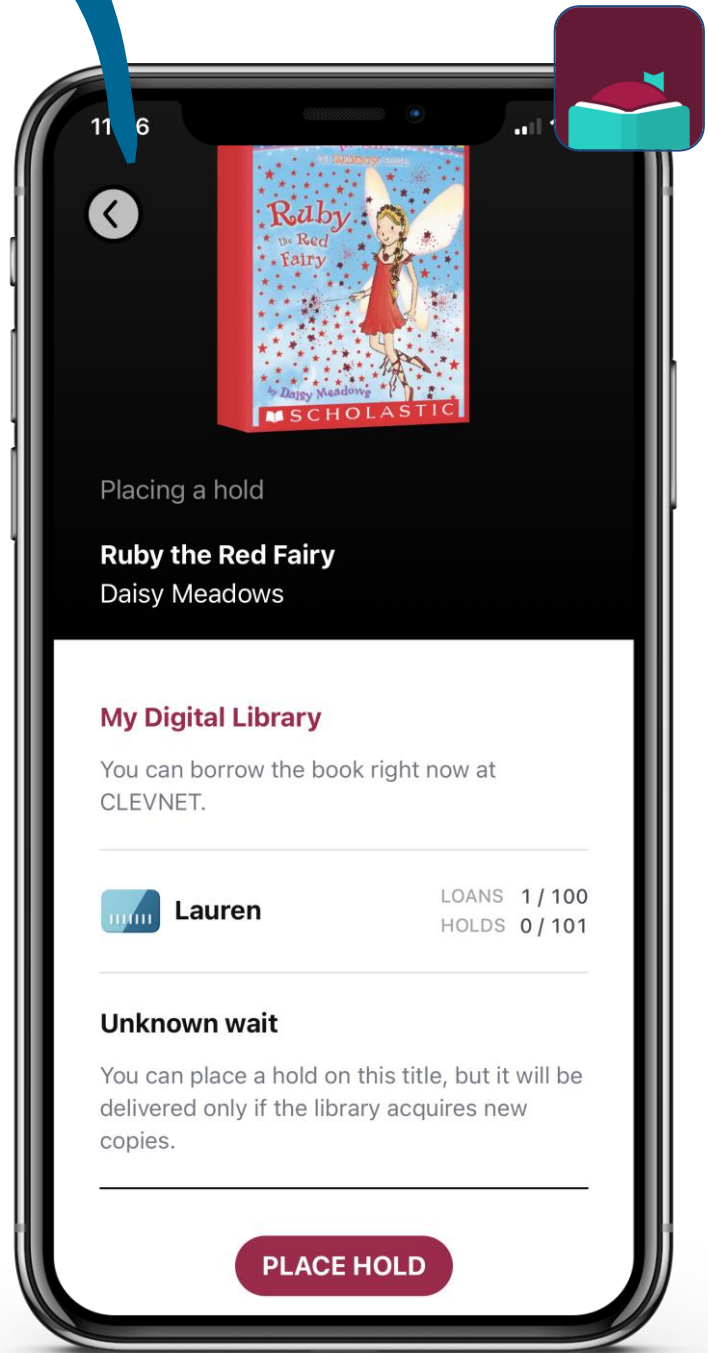 Ruby
the Red
Fairy
by Daisy Meadows
SCHOLASTIC
Placing a hold
Ruby the Red Fairy
Daisy Meadows
My Digital Library
You can borrow the book right now at
CLEVNET.
Lauren
LOANS 1 / 100
HOLDS 0 / 101
Unknown wait
You can place a hold on this title, but it will be
delivered only if the library acquires new
copies.
PLACE HOLD